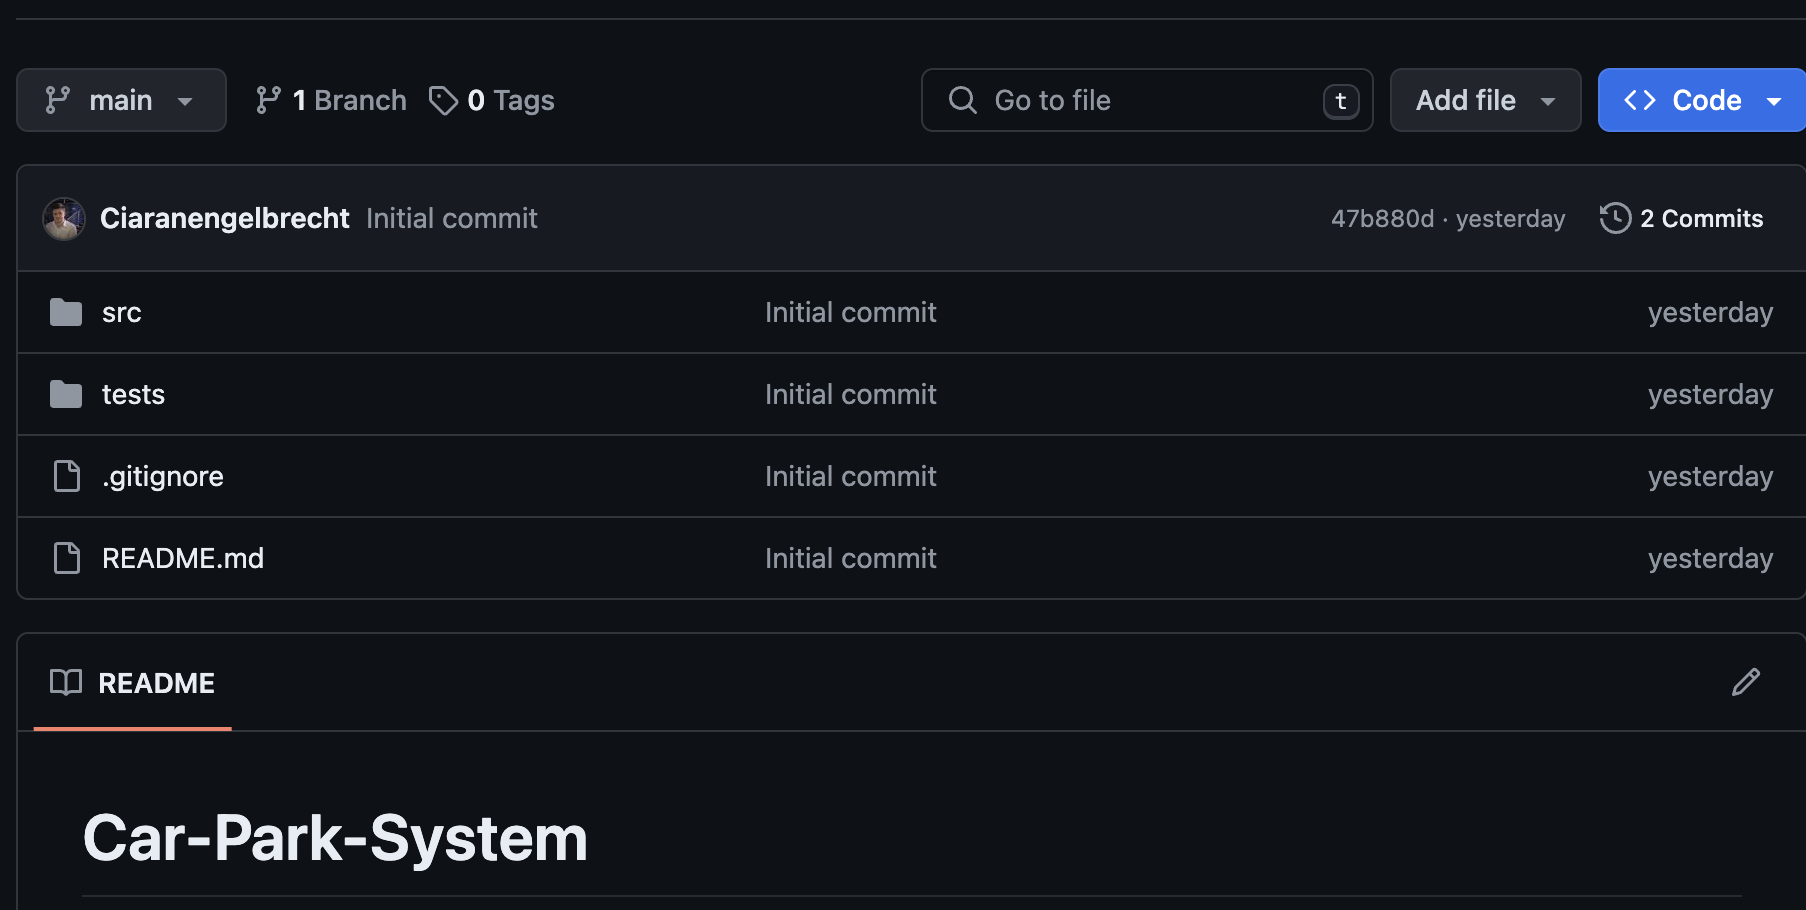 main 1 Branch 0 Tags Go to file t Add file Code
Ciaranengelbrecht Initial commit 47b880d · yesterday 2 Commits
src Initial commit yesterday
tests Initial commit yesterday
.gitignore Initial commit yesterday
README.md Initial commit yesterday
README
Car-Park-System